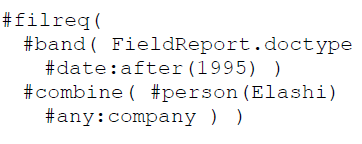 #filreq(
#band( FieldReport.doctype
#date:after(1995) )
#combine( #person(Elashi)
#any:company ) )